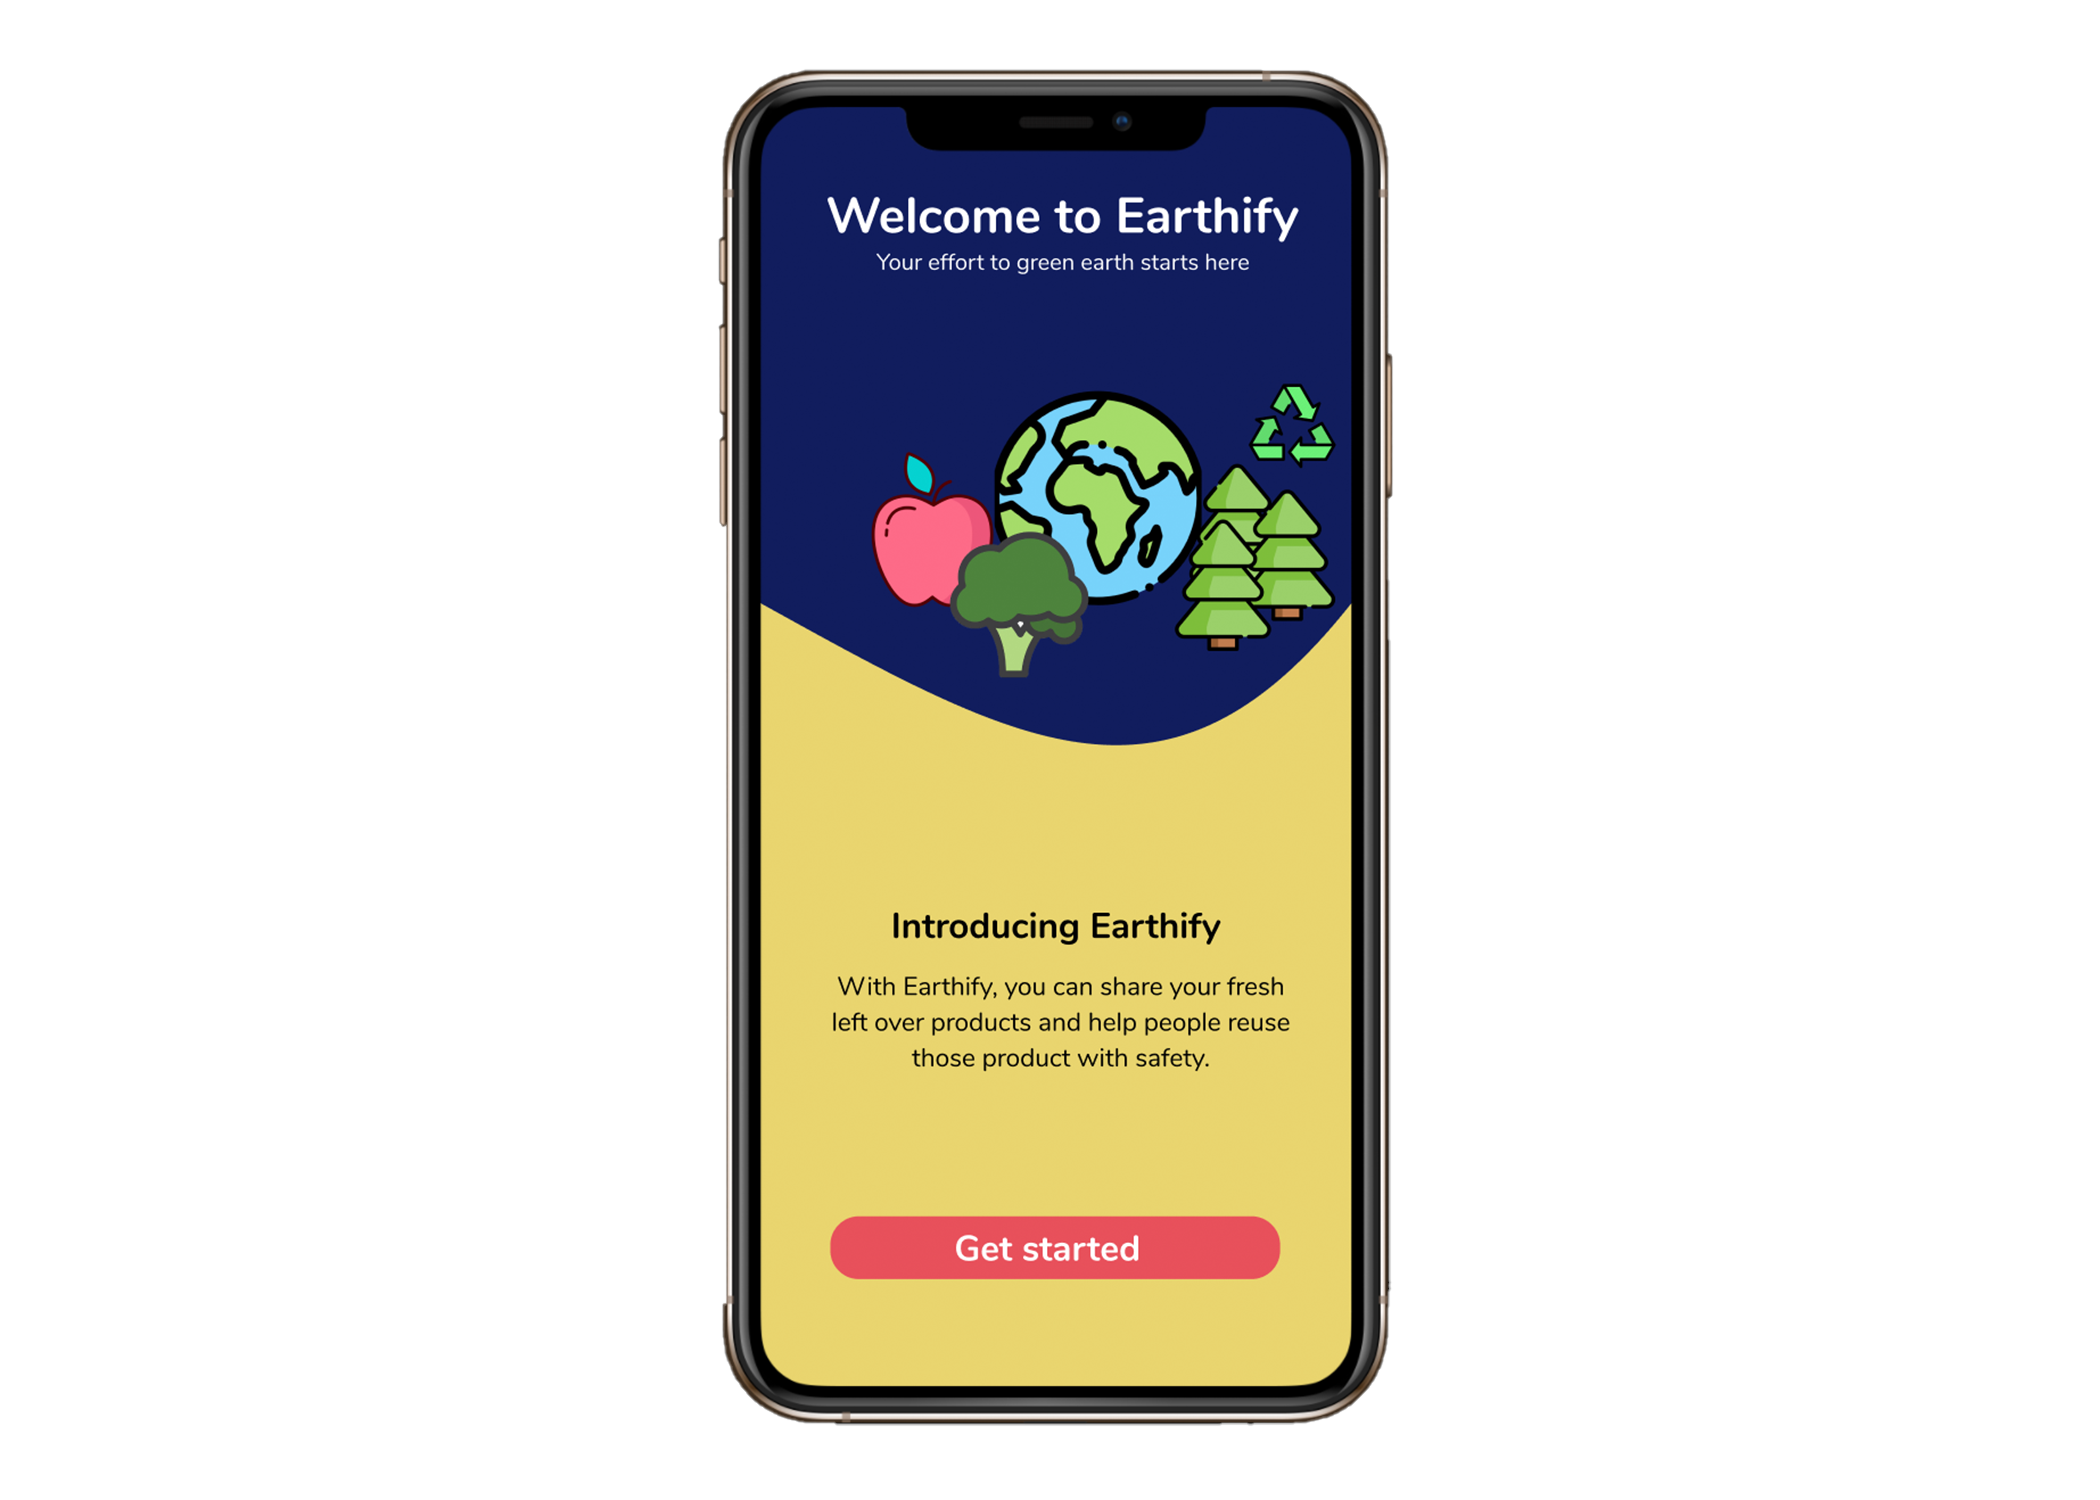 Welcome to Earthify
Your effort to green earth starts here
Introducing Earthify
With Earthify, you can share your fresh
left over products and help people reuse
those product with safety.
Get started